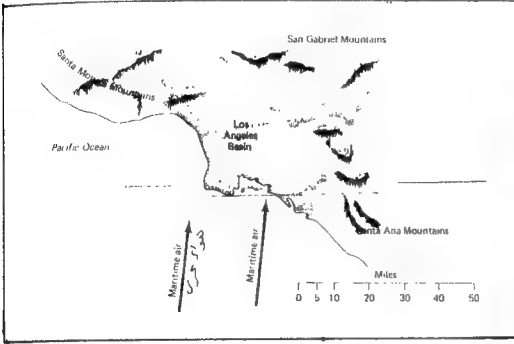 San Gabriel Mountains
Santa Monica Mountains
Los
Angeles
Basin
Pacific Ocean
Santa Ana Mountains
Maritime air
Maritime air
Miles
0 5 10 20 30 40 50